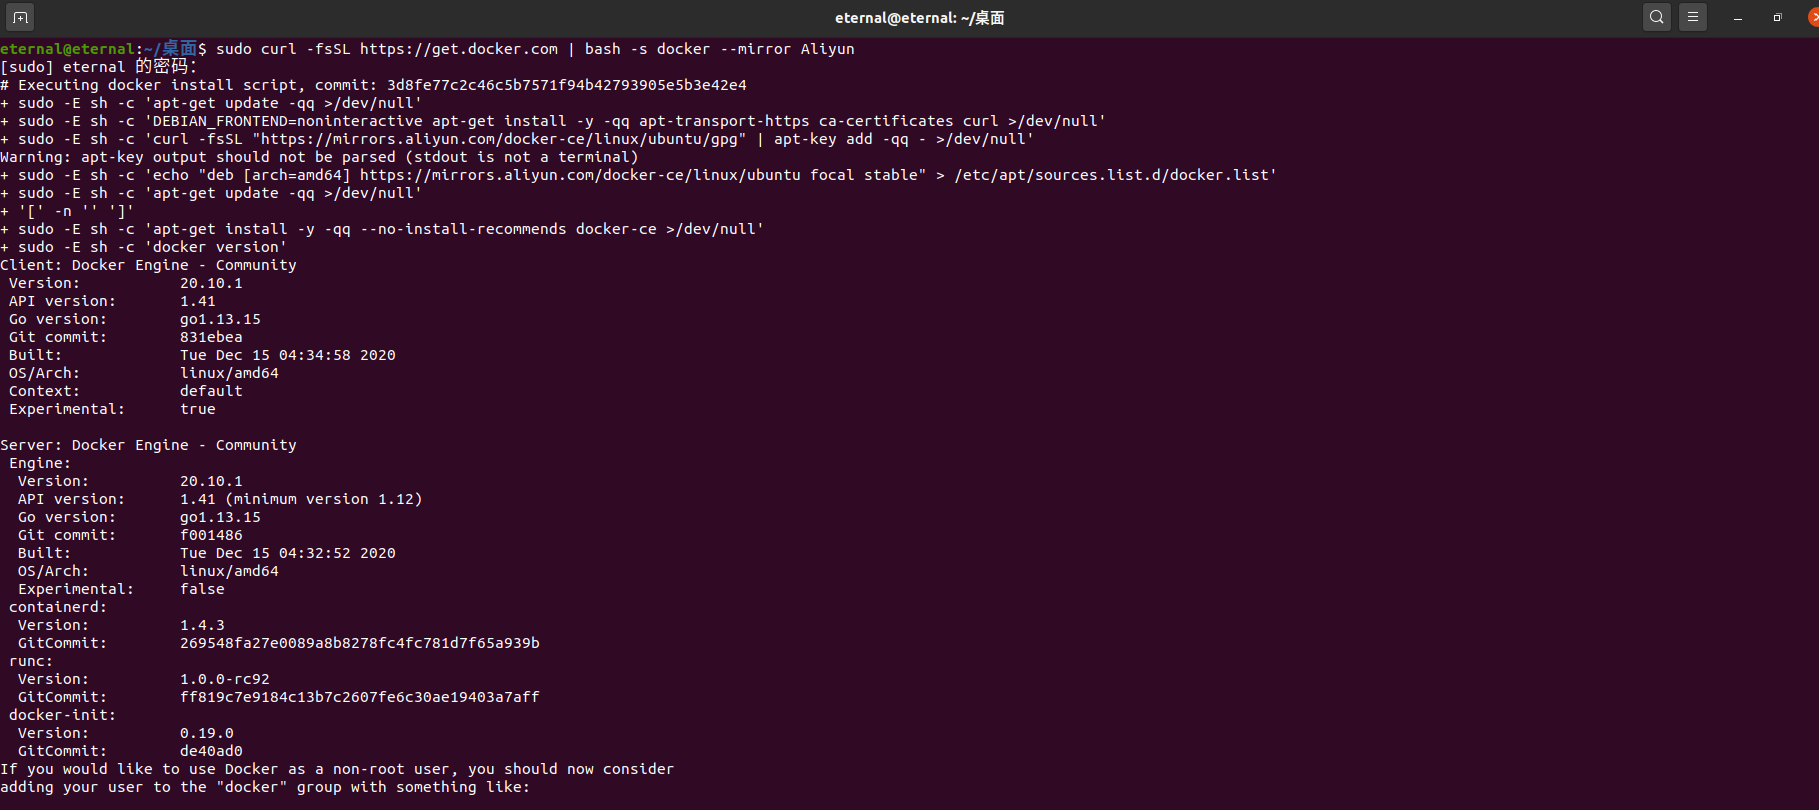 eternal@eternal: ~/桌面
eternal@eternal:~/桌面$ sudo curl -fsSL https://get.docker.com | bash -s docker --mirror Aliyun
[sudo] eternal 的密码：
# Executing docker install script, commit: 3d8fe77c2c46c5b7571f94b42793905e5b3e42e4
+ sudo -E sh -c 'apt-get update -qq >/dev/null'
+ sudo -E sh -c 'DEBIAN_FRONTEND=noninteractive apt-get install -y -qq apt-transport-https ca-certificates curl >/dev/null'
+ sudo -E sh -c 'curl -fsSL "https://mirrors.aliyun.com/docker-ce/linux/ubuntu/gpg" | apt-key add -qq - >/dev/null'
Warning: apt-key output should not be parsed (stdout is not a terminal)
+ sudo -E sh -c 'echo "deb [arch=amd64] https://mirrors.aliyun.com/docker-ce/linux/ubuntu focal stable" > /etc/apt/sources.list.d/docker.list'
+ sudo -E sh -c 'apt-get update -qq >/dev/null'
+ '[' -n '' ']'
+ sudo -E sh -c 'apt-get install -y -qq --no-install-recommends docker-ce >/dev/null'
+ sudo -E sh -c 'docker version'
Client: Docker Engine - Community
 Version:           20.10.1
 API version:       1.41
 Go version:        go1.13.15
 Git commit:        831ebea
 Built:             Tue Dec 15 04:34:58 2020
 OS/Arch:           linux/amd64
 Context:           default
 Experimental:      true
Server: Docker Engine - Community
 Engine:
  Version:          20.10.1
  API version:      1.41 (minimum version 1.12)
  Go version:       go1.13.15
  Git commit:       f001486
  Built:            Tue Dec 15 04:32:52 2020
  OS/Arch:          linux/amd64
  Experimental:     false
 containerd:
  Version:          1.4.3
  GitCommit:        269548fa27e0089a8b8278fc4fc781d7f65a939b
 runc:
  Version:          1.0.0-rc92
  GitCommit:        ff819c7e9184c13b7c2607fe6c30ae19403a7aff
 docker-init:
  Version:          0.19.0
  GitCommit:        de40ad0
If you would like to use Docker as a non-root user, you should now consider
adding your user to the "docker" group with something like: